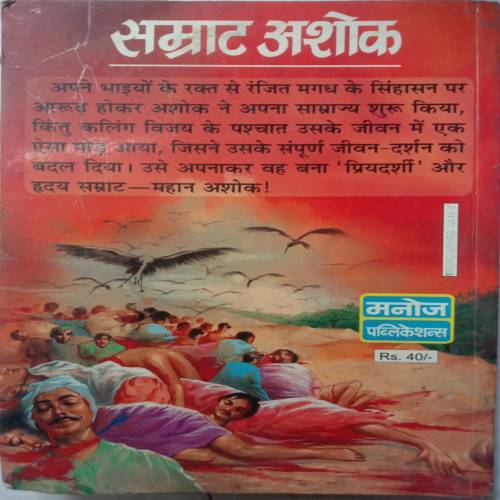 सम्राट अशोक
अपने भाइयों के रक्त से रंजित मगध के सिंहासन पर
आरूढ़ होकर अशोक ने अपना साम्राज्य शुरू किया,
किंतु कलिंग विजय के पश्चात उसके जीवन में एक
ऐसा मोड़ आया, जिसने उसके संपूर्ण जीवन-दर्शन को
बदल दिया। उसे अपनाकर वह बना 'प्रियदर्शी' और
हृदय सम्राट—महान अशोक!
मनोज
पब्लिकेशन्स
Rs. 40/-